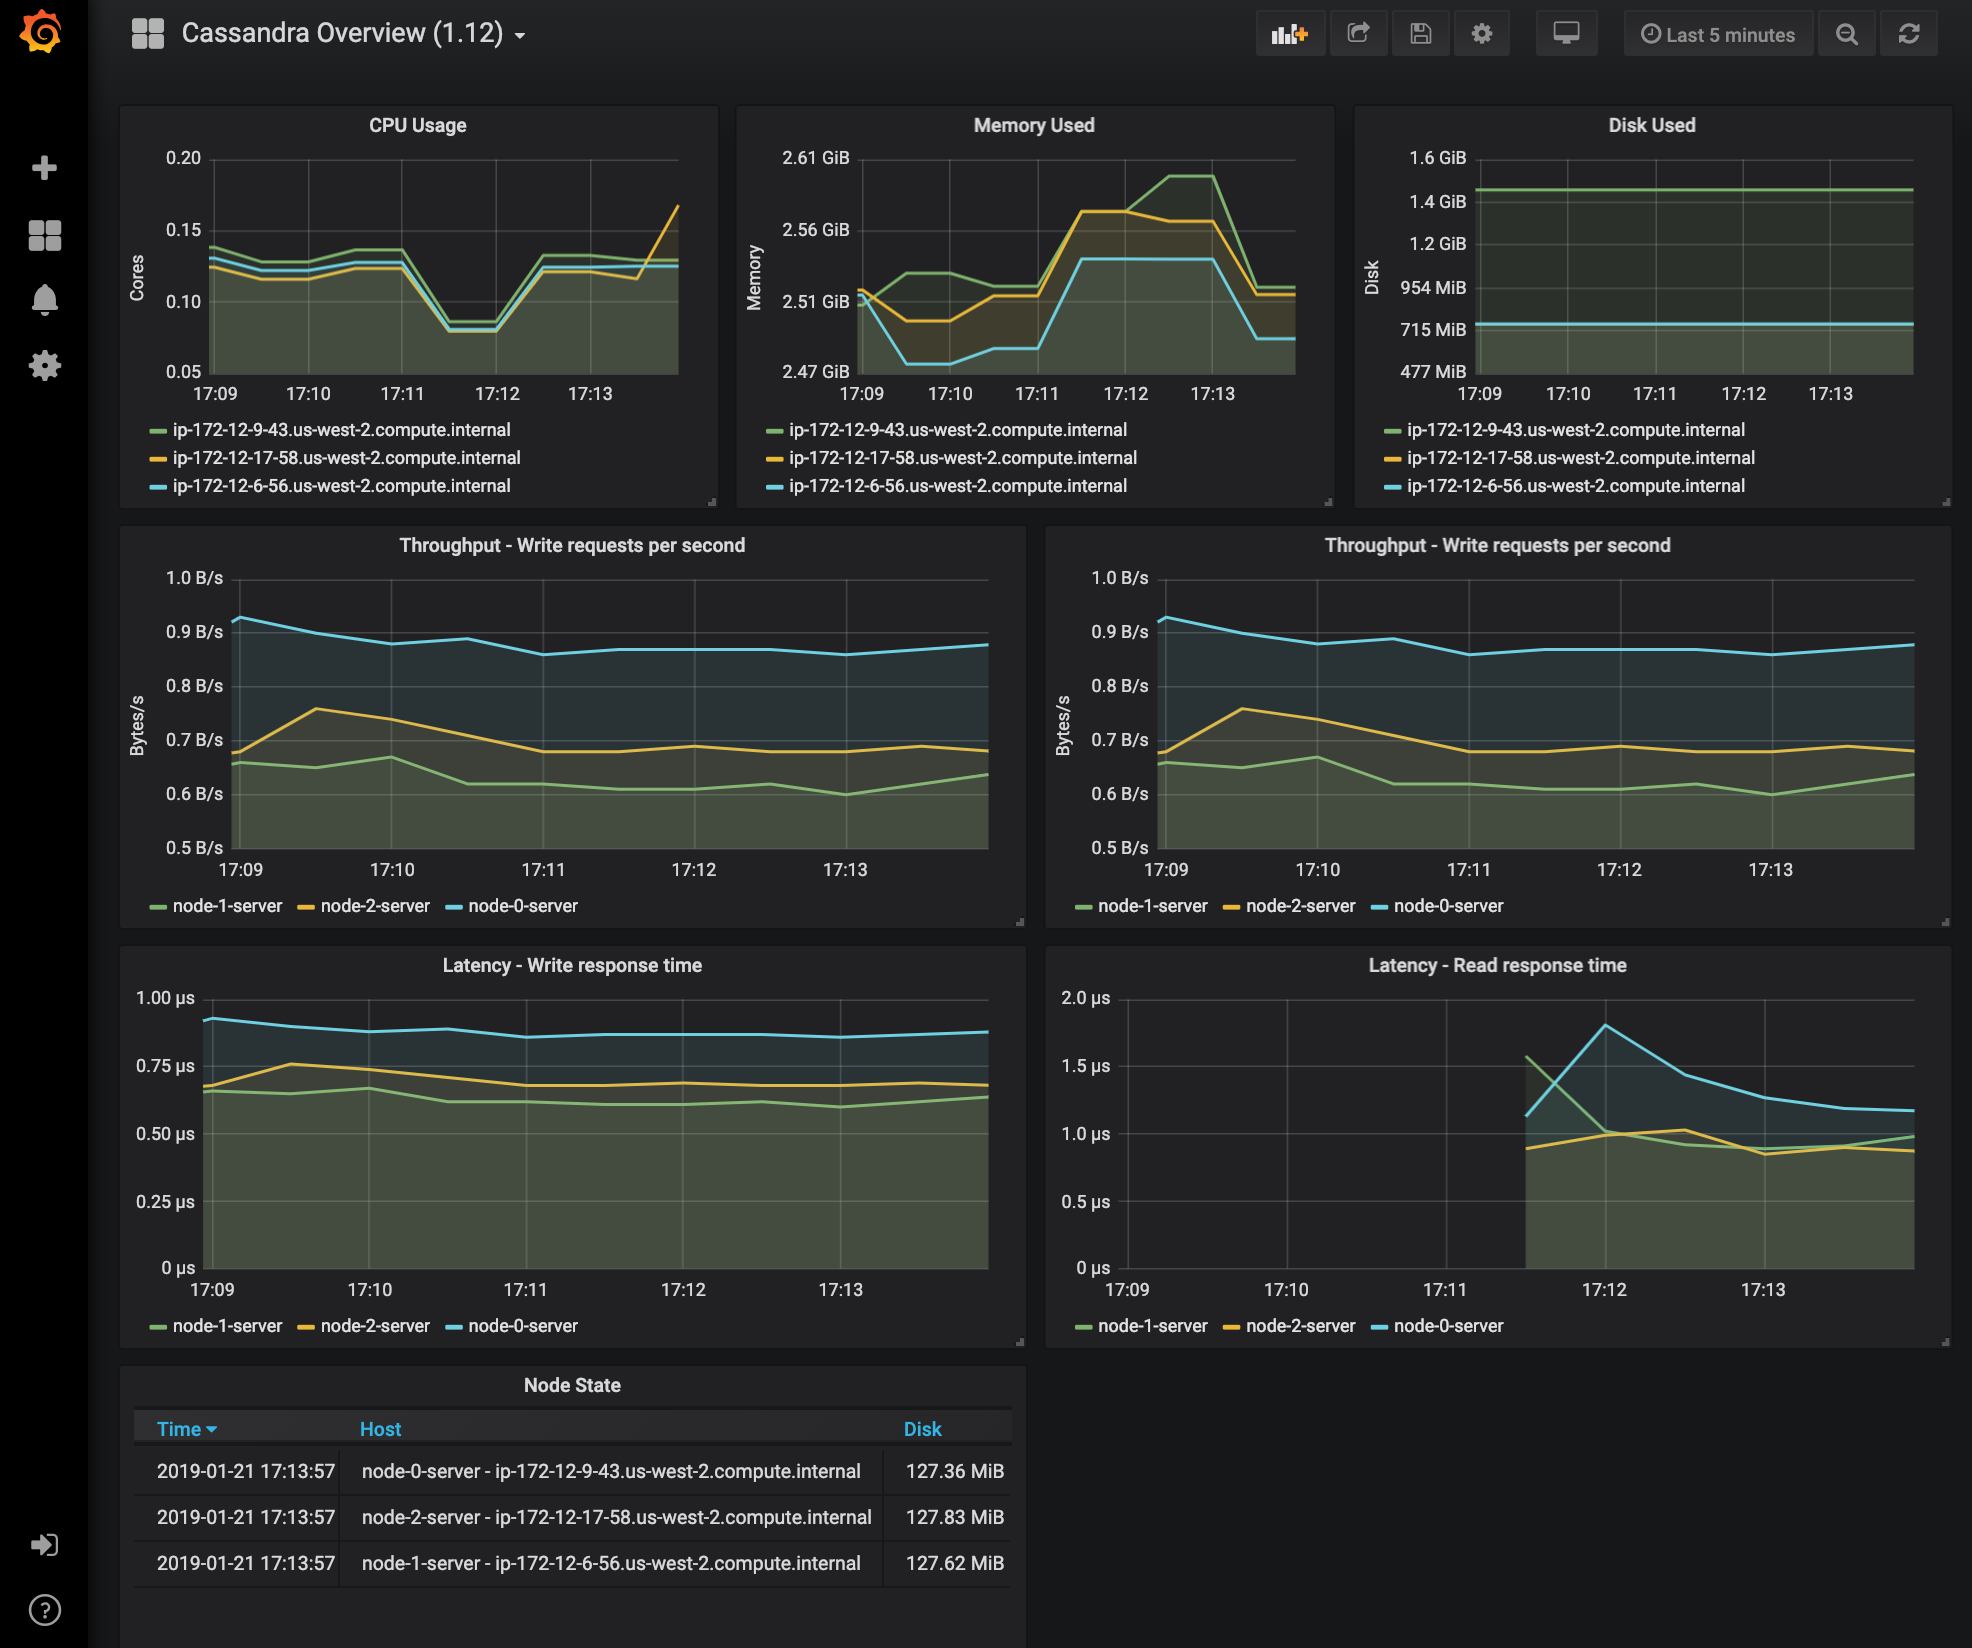 Cassandra Overview (1.12)
Last 5 minutes
CPU Usage
0.20
0.15
0.10
0.05
Cores
17:09 17:10 17:11 17:12 17:13
ip-172-12-9-43.us-west-2.compute.internal
ip-172-12-17-58.us-west-2.compute.internal
ip-172-12-6-56.us-west-2.compute.internal
Memory Used
2.61 GiB
2.56 GiB
2.51 GiB
2.47 GiB
Memory
17:09 17:10 17:11 17:12 17:13
ip-172-12-9-43.us-west-2.compute.internal
ip-172-12-17-58.us-west-2.compute.internal
ip-172-12-6-56.us-west-2.compute.internal
Disk Used
1.6 GiB
1.4 GiB
1.2 GiB
954 MiB
715 MiB
477 MiB
Disk
17:09 17:10 17:11 17:12 17:13
ip-172-12-9-43.us-west-2.compute.internal
ip-172-12-17-58.us-west-2.compute.internal
ip-172-12-6-56.us-west-2.compute.internal
Throughput - Write requests per second
1.0 B/s
0.9 B/s
0.8 B/s
0.7 B/s
0.6 B/s
0.5 B/s
Bytes/s
17:09 17:10 17:11 17:12 17:13
node-1-server node-2-server node-0-server
Throughput - Write requests per second
1.0 B/s
0.9 B/s
0.8 B/s
0.7 B/s
0.6 B/s
0.5 B/s
Bytes/s
17:09 17:10 17:11 17:12 17:13
node-1-server node-2-server node-0-server
Latency - Write response time
1.00 µs
0.75 µs
0.50 µs
0.25 µs
0 µs
17:09 17:10 17:11 17:12 17:13
node-1-server node-2-server node-0-server
Latency - Read response time
2.0 µs
1.5 µs
1.0 µs
0.5 µs
0 µs
17:09 17:10 17:11 17:12 17:13
node-1-server node-2-server node-0-server
Node State
Time Host Disk
2019-01-21 17:13:57 node-0-server - ip-172-12-9-43.us-west-2.compute.internal 127.36 MiB
2019-01-21 17:13:57 node-2-server - ip-172-12-17-58.us-west-2.compute.internal 127.83 MiB
2019-01-21 17:13:57 node-1-server - ip-172-12-6-56.us-west-2.compute.internal 127.62 MiB